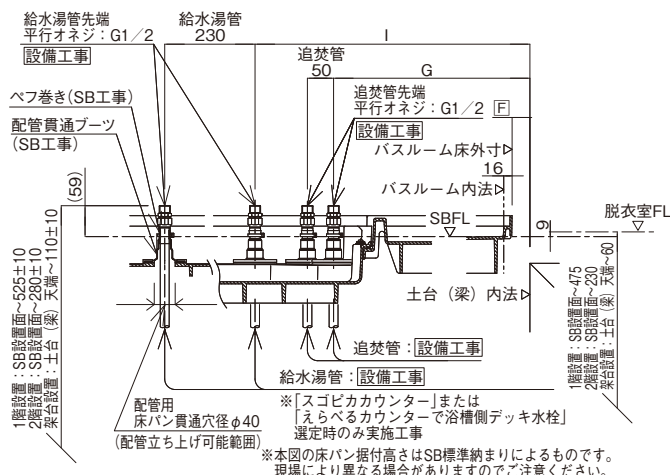 給水湯管先端
平行オネジ：G1／2
設備工事
給水湯管
230
I
追焚管
50
G
ペフ巻き（SB工事）
配管貫通ブーツ
（SB工事）
追焚管先端
平行オネジ：G1／2
設備工事
F
バスルーム床外寸
16
バスルーム内法
(59)
SBFL
9
脱衣室FL
1階設置：SB設置面～525±10
2階設置：SB設置面～280±10
架台設置：土台（梁）天端～110±10
土台（梁）内法
1階設置：SB設置面～475
2階設置：SB設置面～230
架台設置：土台（梁）天端～60
追焚管：設備工事
給水湯管：設備工事
配管用
床パン貫通穴径φ40
（配管立ち上げ可能範囲）
※「スゴピカカウンター」または
「えらべるカウンターで浴槽側デッキ水栓」
選定時のみ実施工事
※本図の床パン据付高さはSB標準納まりによるものです。
現場により異なる場合がありますのでご注意ください。